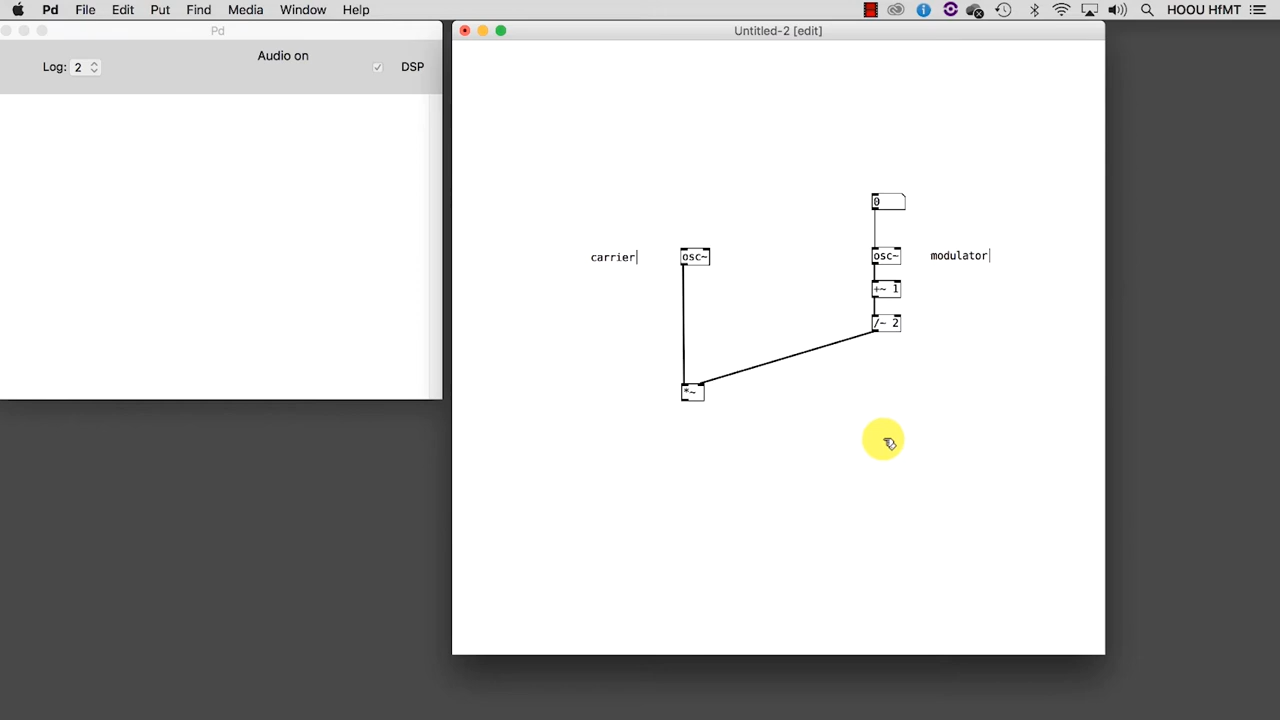 Pd File Edit Put Find Media Window Help HOOU HfMT
Pd
Untitled-2 [edit]
Audio on
Log: 2 DSP
0
carrier osc~ osc~ modulator
+~ 1
/~ 2
*~